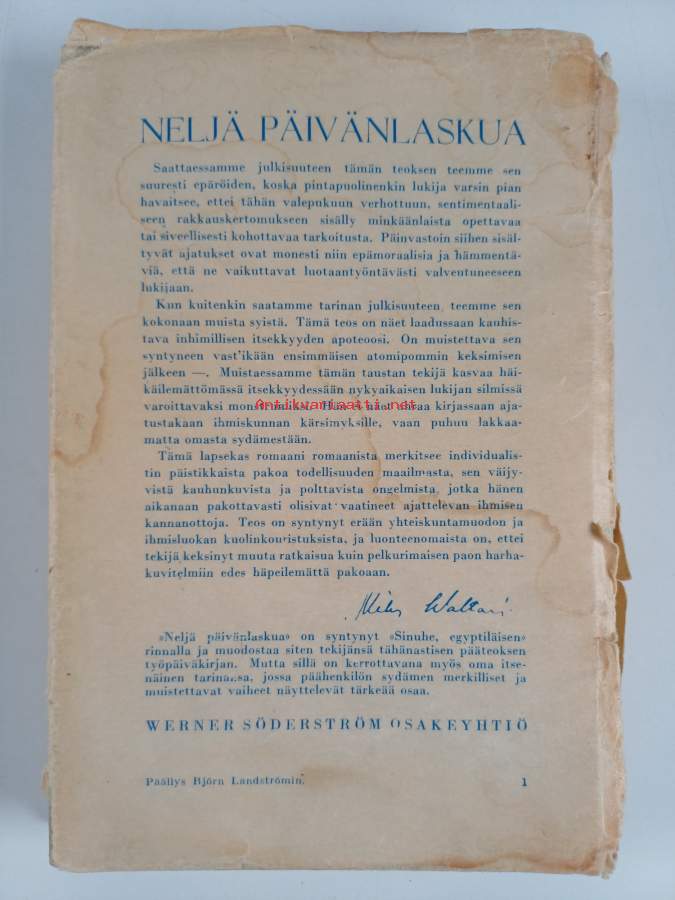 NELJÄ PÄIVÄNLASKUA
Saattaessamme julkisuuteen tämän teoksen teemme sen
suuresti epäröiden, koska pintapuolinenkin lukija varsin pian
havaitsee, ettei tähän valepukuun verhottuun, sentimentaali-
seen rakkauskertomukseen sisälly minkäänlaista opettavaa
tai siveellisesti kohottavaa tarkoitusta. Päinvastoin siihen sisäl-
tyvät ajatukset ovat monesti niin epämoraalisia ja hämmentä-
viä, että ne vaikuttavat luotaantyöntävästi valveutuneeseen
lukijaan.
Kun kuitenkin saatamme tarinan julkisuuteen, teemme sen
kokonaan muista syistä. Tämä teos on näet laadussaan kauhis-
tava inhimillisen itsekkyyden apoteoosi. On muistettava sen
syntyneen vast'ikään ensimmäisen atomipommin keksimisen
jälkeen —. Muistaessamme tämän taustan tekijä kasvaa häi-
käilemättömässä itsekkyydessään nykyaikaisen lukijan silmissä
varoittavaksi
Antikvariaatti.net
kirjassaan aja-
tustakaan ihmiskunnan kärsimyksille, vaan puhuu lakkaa-
matta omasta sydämestään.
Tämä lapsekas romaani romaanista merkitsee individualis-
tin päistikkaista pakoa todellisuuden maailmasta, sen väijy-
vistä kauhunkuvista ja polttavista ongelmista, jotka hänen
aikanaan pakottavasti olisivat vaatineet ajattelevan ihmisen
kannanottoja. Teos on syntynyt erään yhteiskuntamuodon ja
ihmisluokan kuolinkouristuksista, ja luonteenomaista on, ettei
tekijä keksinyt muuta ratkaisua kuin pelkurimaisen paon harha-
kuvitelmiin edes häpeilemättä pakoaan.
Mika Waltari
»Neljä päivänlaskua» on syntynyt »Sinuhe, egyptiläisen»
rinnalla ja muodostaa siten tekijänsä tähänastisen pääteoksen
työpäiväkirjan. Mutta sillä on kerrottavana myös oma itse-
näinen tarinansa, jossa päähenkilön sydämen merkilliset ja
muistettavat vaiheet näyttelevät tärkeää osaa.
WERNER SÖDERSTRÖM OSAKEYHTIÖ
Päällys Björn Landströmin.
1